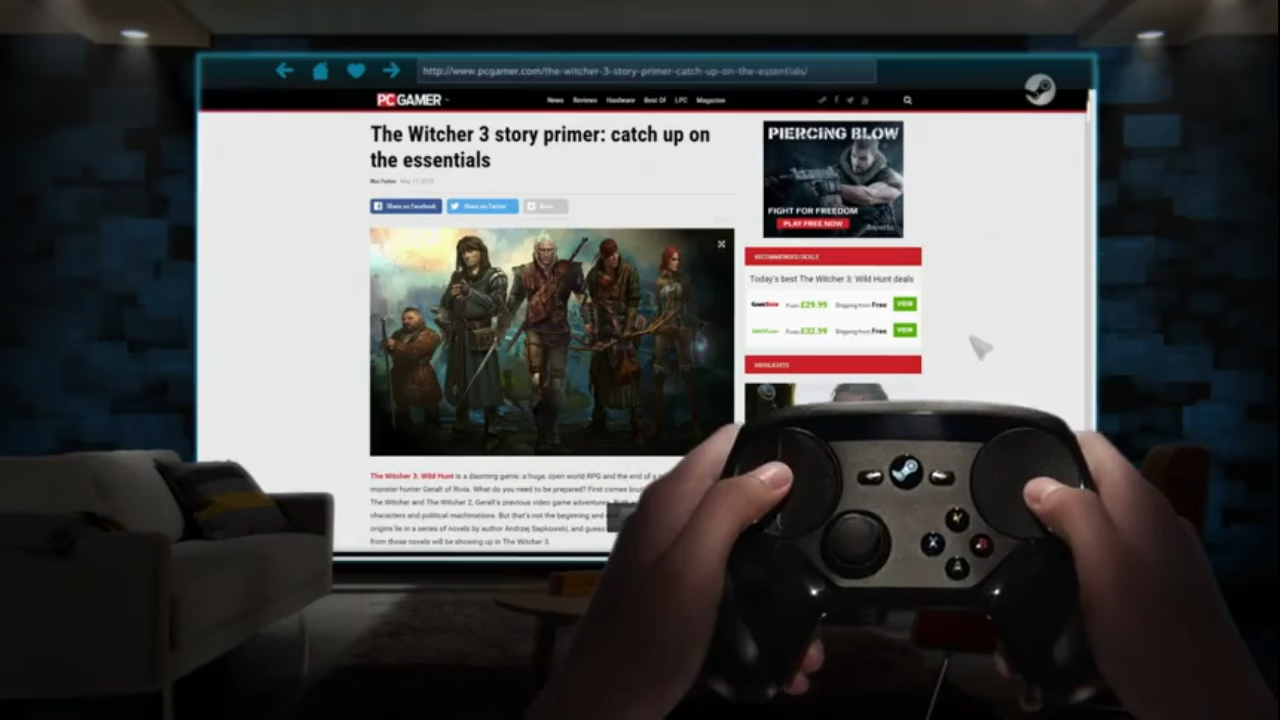 http://www.pcgamer.com/the-witcher-3-story-primer-catch-up-on-the-essentials/
PC GAMER
News Reviews Hardware Best Of LPC Magazine
The Witcher 3 story primer: catch up on
the essentials
Share on Facebook
Share on Twitter
PIERCING BLOW
FIGHT FOR FREEDOM
PLAY FREE NOW
RECOMMENDED DEALS
Today's best The Witcher 3: Wild Hunt deals
From £29.99 Shipping from Free VIEW
From £32.99 Shipping from Free VIEW
HIGHLIGHTS
The Witcher 3: Wild Hunt is a daunting game: a huge, open world RPG and the end of a
monster hunter Geralt of Rivia. What do you need to be prepared? First comes
The Witcher and The Witcher 2, Geralt's previous video game
characters and political machinations. But that's not the beginning and
origins lie in a series of novels by author Andrzej Sapkowski, and
from those novels will be showing up in The Witcher 3.
Y
X
B
A